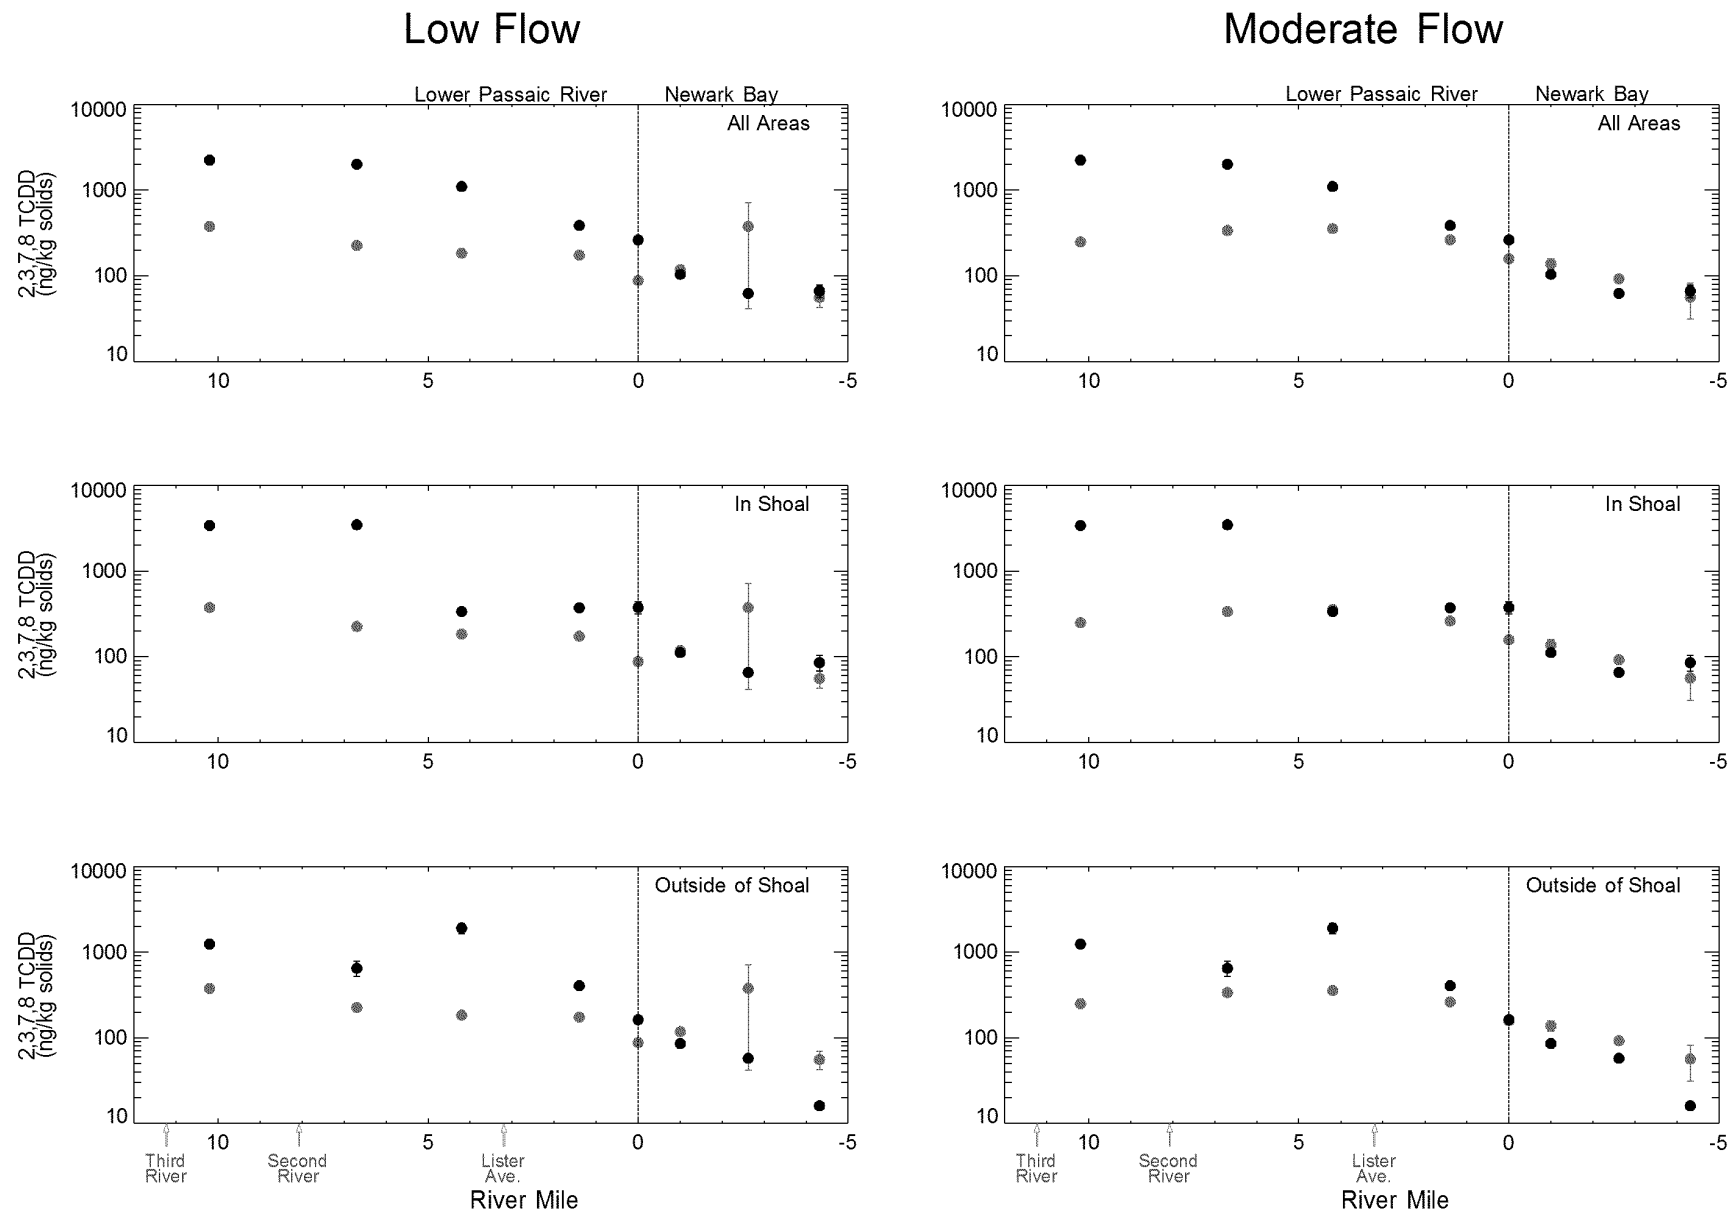 Low Flow
Moderate Flow
Lower Passaic River
Newark Bay
All Areas
10000
1000
100
10
2,3,7,8 TCDD
(ng/kg solids)
10
5
0
-5
Lower Passaic River
Newark Bay
All Areas
10000
1000
100
10
10
5
0
-5
In Shoal
10000
1000
100
10
2,3,7,8 TCDD
(ng/kg solids)
10
5
0
-5
In Shoal
10000
1000
100
10
10
5
0
-5
Outside of Shoal
10000
1000
100
10
2,3,7,8 TCDD
(ng/kg solids)
10
5
0
-5
Third
River
Second
River
Lister
Ave.
River Mile
Outside of Shoal
10000
1000
100
10
10
5
0
-5
Third
River
Second
River
Lister
Ave.
River Mile